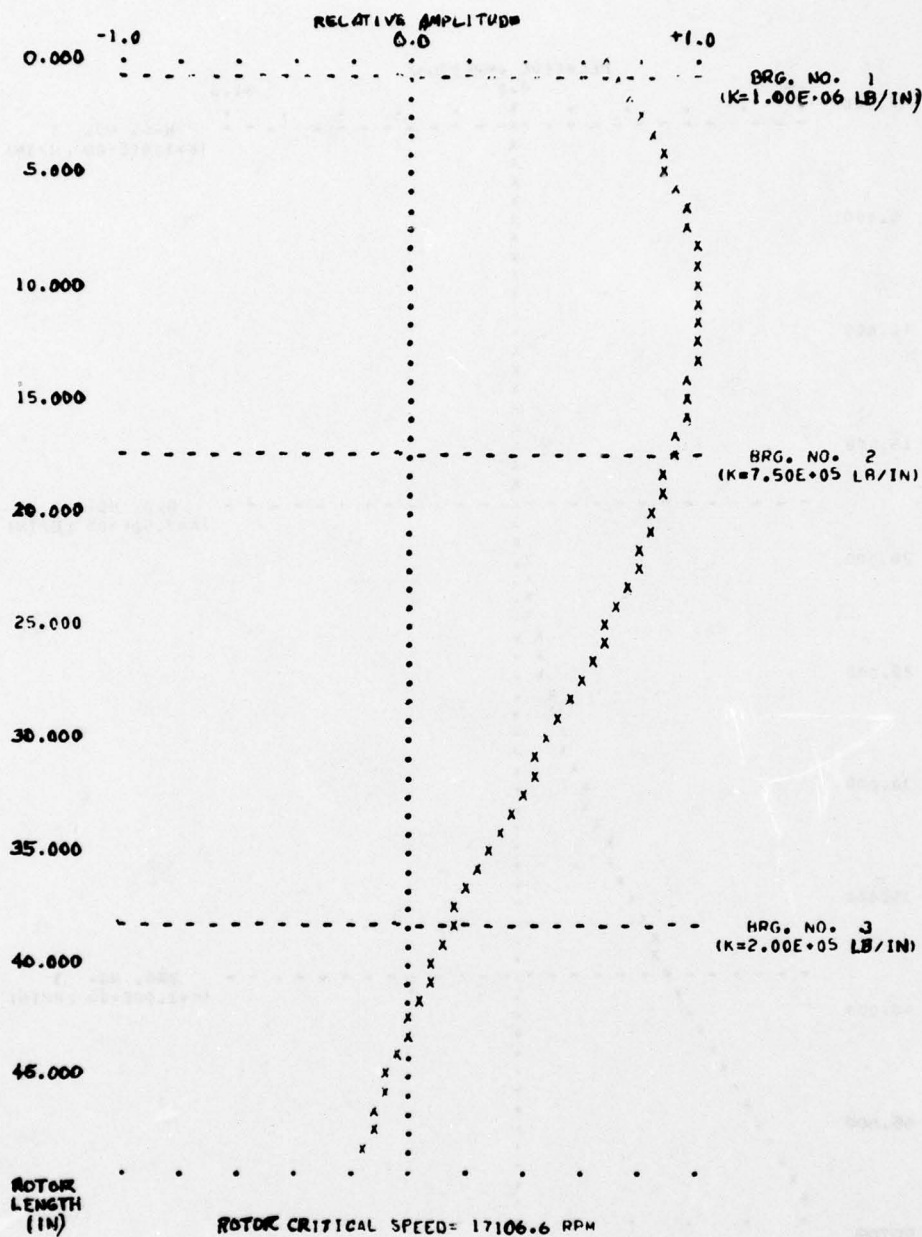 RELATIVE AMPLITUDE
-1.0 0.0 +1.0
0.000
BRG. NO. 1
(K=1.00E+06 LB/IN)
5.000
10.000
15.000
BRG. NO. 2
(K=7.50E+05 LB/IN)
20.000
25.000
30.000
35.000
BRG. NO. 3
(K=2.00E+05 LB/IN)
40.000
45.000
ROTOR
LENGTH
(IN)
ROTOR CRITICAL SPEED= 17106.6 RPM